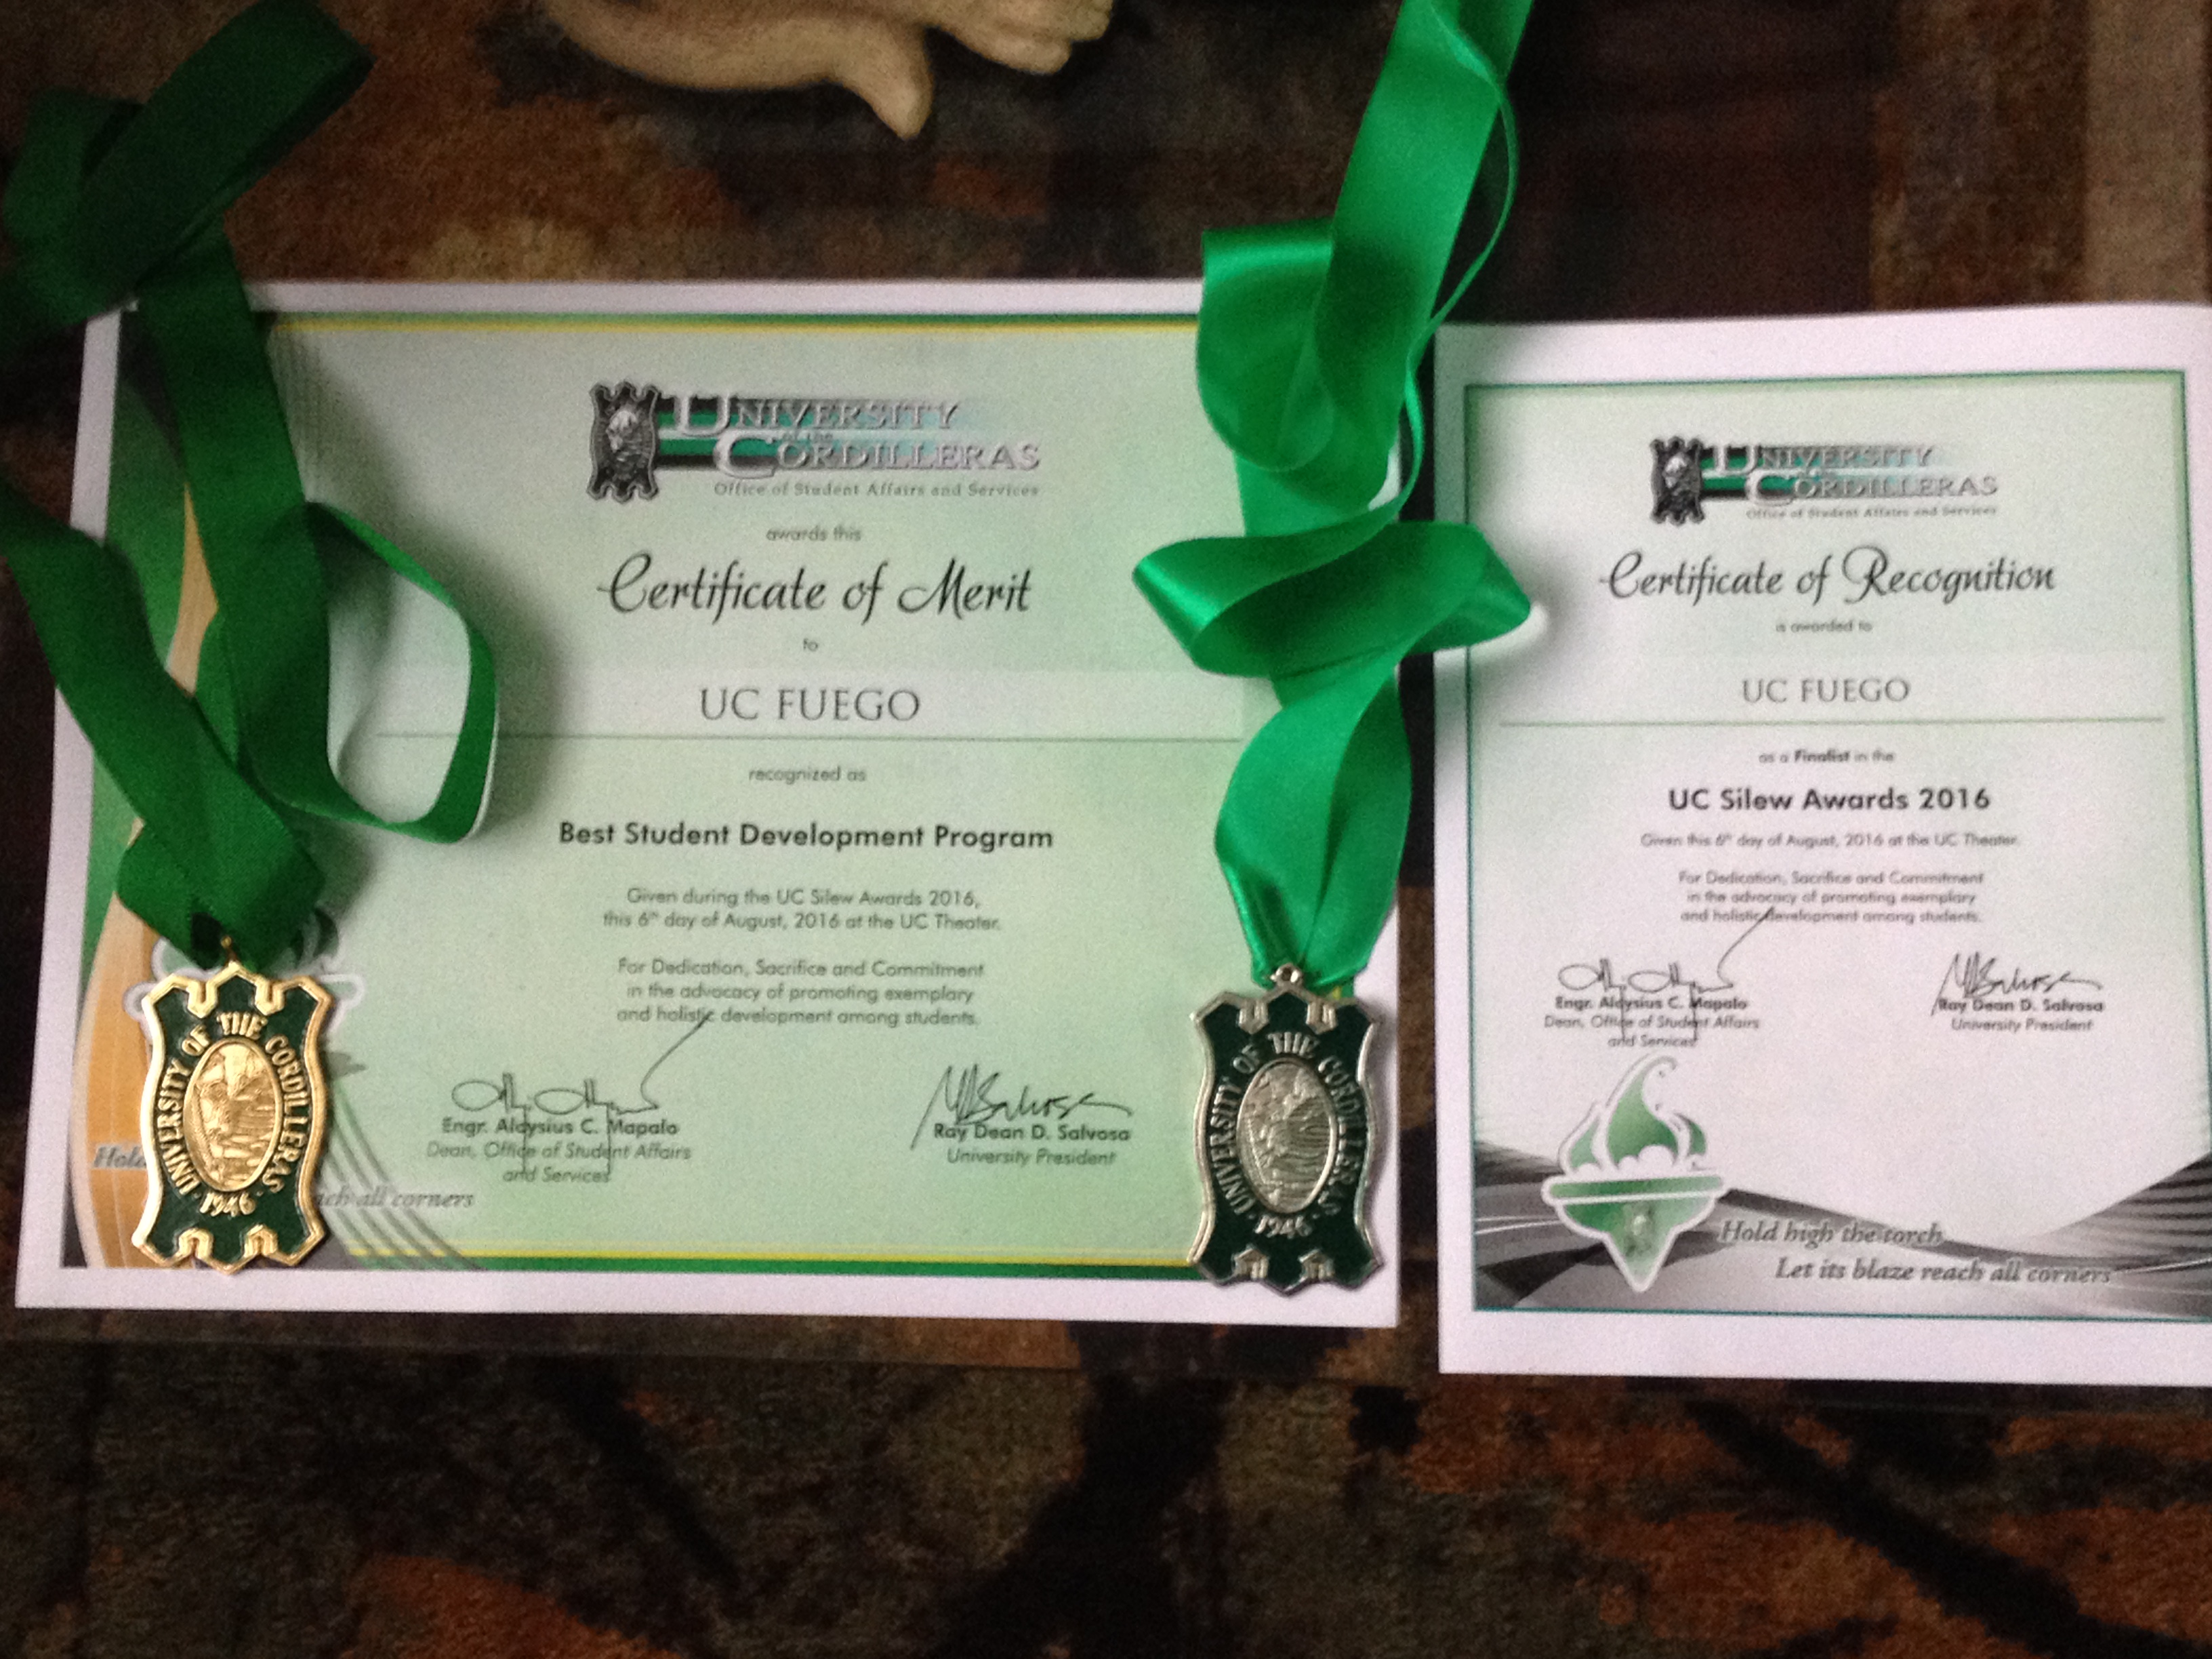 UNIVERSITY
of the
CORDILLERAS
Office of Student Affairs and Services
awards this
Certificate of Merit
to
UC FUEGO
recognized as
Best Student Development Program
Given during the UC Silew Awards 2016,
this 6th day of August, 2016 at the UC Theater.
For Dedication, Sacrifice and Commitment
in the advocacy of promoting exemplary
and holistic development among students.
Engr. Aloysius C. Mapalo
Dean, Office of Student Affairs
and Services
Ray Dean D. Salvosa
University President
Hold
ach all corners
UNIVERSITY OF THE CORDILLERAS
1946
UNIVERSITY OF THE CORDILLERAS
1946
UNIVERSITY
CORDILLERAS
Office of Student Affairs and Services
Certificate of Recognition
is awarded to
UC FUEGO
as a Finalist in the
UC Silew Awards 2016
Given this 6th day of August, 2016 at the UC Theater.
For Dedication, Sacrifice and Commitment
in the advocacy of promoting exemplary
and holistic development among students.
Engr. Aloysius C. Mapalo
Dean, Office of Student Affairs
and Services
Ray Dean D. Salvosa
University President
Hold high the torch
Let its blaze reach all corners